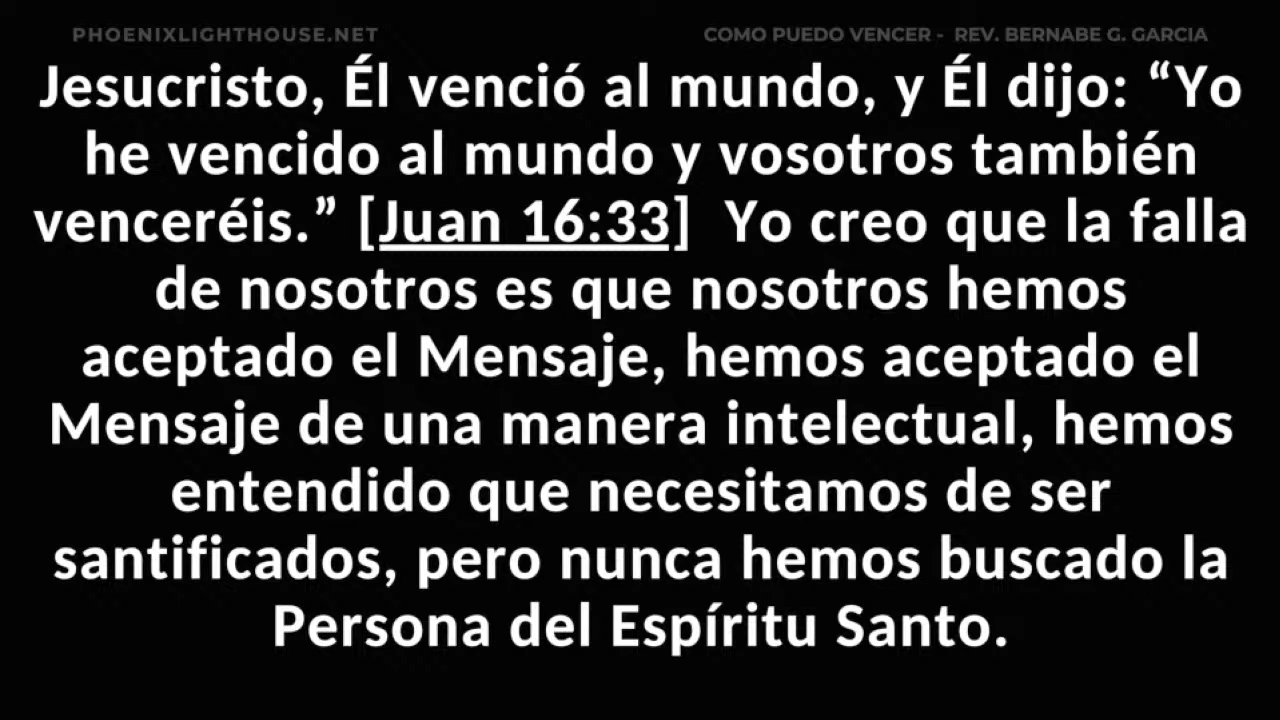 PHOENIXLIGHTHOUSE.NET
COMO PUEDO VENCER - REV. BERNABE G. GARCIA
Jesucristo, Él venció al mundo, y Él dijo: “Yo
he vencido al mundo y vosotros también
venceréis.” [Juan 16:33] Yo creo que la falla
de nosotros es que nosotros hemos
aceptado el Mensaje, hemos aceptado el
Mensaje de una manera intelectual, hemos
entendido que necesitamos de ser
santificados, pero nunca hemos buscado la
Persona del Espíritu Santo.